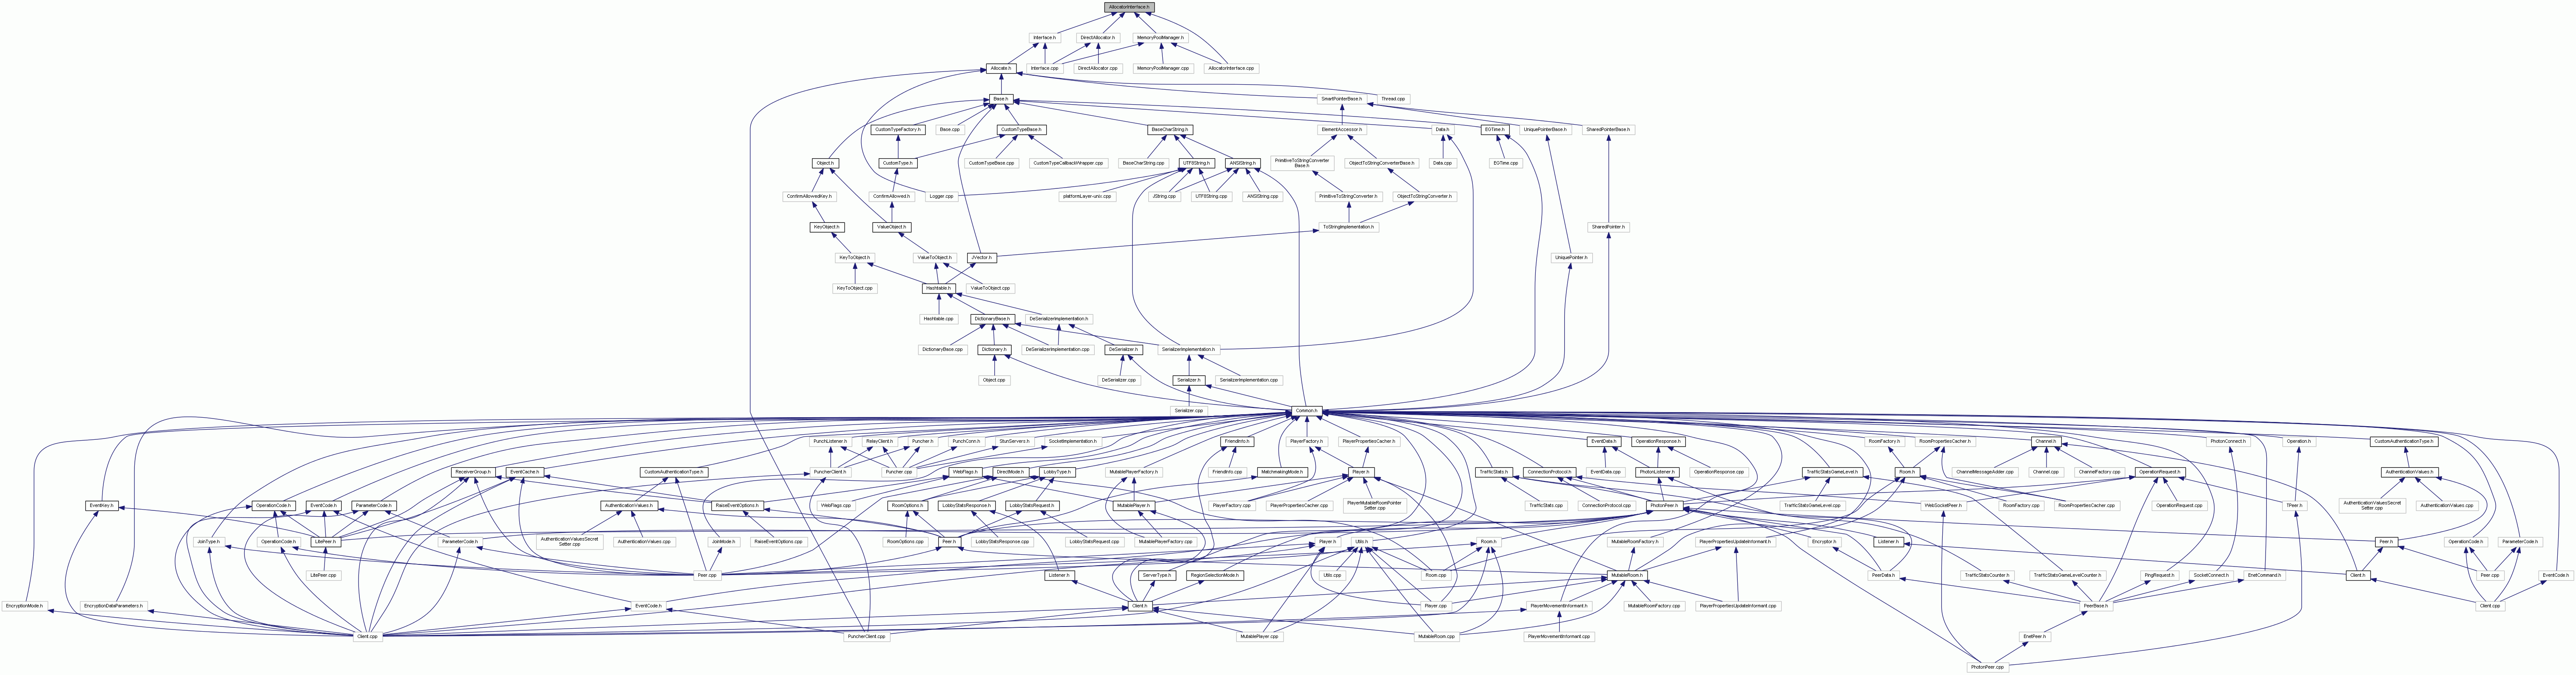 AllocatorInterface.h
Interface.h
DirectAllocator.h
MemoryPoolManager.h
Allocate.h
Interface.cpp
DirectAllocator.cpp
MemoryPoolManager.cpp
AllocatorInterface.cpp
Base.h
SmartPointerBase.h
Thread.cpp
CustomTypeFactory.h
Base.cpp
CustomTypeBase.h
BaseCharString.h
ElementAccessor.h
Data.h
EGTime.h
UniquePointerBase.h
SharedPointerBase.h
Object.h
CustomType.h
CustomTypeBase.cpp
CustomTypeCallbackWrapper.cpp
BaseCharString.cpp
UTF8String.h
ANSIString.h
PrimitiveToStringConverter
Base.h
ObjectToStringConverterBase.h
Data.cpp
EGTime.cpp
ConfirmAllowedKey.h
ConfirmAllowed.h
Logger.cpp
platformLayer-unix.cpp
JString.cpp
UTF8String.cpp
ANSIString.cpp
PrimitiveToStringConverter.h
ObjectToStringConverter.h
KeyObject.h
ValueObject.h
ToStringImplementation.h
SharedPointer.h
KeyToObject.h
ValueToObject.h
JVector.h
UniquePointer.h
KeyToObject.cpp
Hashtable.h
ValueToObject.cpp
Hashtable.cpp
DictionaryBase.h
DeSerializerImplementation.h
DictionaryBase.cpp
Dictionary.h
DeSerializerImplementation.cpp
DeSerializer.h
SerializerImplementation.h
Object.cpp
DeSerializer.cpp
Serializer.h
SerializerImplementation.cpp
Serializer.cpp
Common.h
PunchListener.h
RelayClient.h
Puncher.h
PunchConn.h
StunServers.h
SocketImplementation.h
FriendInfo.h
PlayerFactory.h
PlayerPropertiesCacher.h
EventData.h
OperationResponse.h
RoomFactory.h
RoomPropertiesCacher.h
Channel.h
PhotonConnect.h
Operation.h
CustomAuthenticationType.h
ReceiverGroup.h
EventCache.h
CustomAuthenticationType.h
PuncherClient.h
Puncher.cpp
WebFlags.h
DirectMode.h
LobbyType.h
MutablePlayerFactory.h
FriendInfo.cpp
MatchmakingMode.h
Player.h
TrafficStats.h
ConnectionProtocol.h
EventData.cpp
PhotonListener.h
OperationResponse.cpp
TrafficStatsGameLevel.h
Room.h
ChannelMessageAdder.cpp
Channel.cpp
ChannelFactory.cpp
OperationRequest.h
AuthenticationValues.h
EventKey.h
OperationCode.h
EventCode.h
ParameterCode.h
AuthenticationValues.h
RaiseEventOptions.h
WebFlags.cpp
RoomOptions.h
LobbyStatsResponse.h
LobbyStatsRequest.h
MutablePlayer.h
PlayerFactory.cpp
PlayerPropertiesCacher.cpp
PlayerMutableRoomPointer
Setter.cpp
TrafficStats.cpp
ConnectionProtocol.cpp
PhotonPeer.h
TrafficStatsGameLevel.cpp
WebSocketPeer.h
RoomFactory.cpp
RoomPropertiesCacher.cpp
OperationRequest.cpp
TPeer.h
AuthenticationValuesSecret
Setter.cpp
AuthenticationValues.cpp
JoinType.h
OperationCode.h
LitePeer.h
ParameterCode.h
AuthenticationValuesSecret
Setter.cpp
AuthenticationValues.cpp
JoinMode.h
RaiseEventOptions.cpp
RoomOptions.cpp
Peer.h
LobbyStatsResponse.cpp
LobbyStatsRequest.cpp
MutablePlayerFactory.cpp
Player.h
Utils.h
Room.h
MutableRoomFactory.h
PlayerPropertiesUpdateInformant.h
Encryptor.h
Listener.h
Peer.h
OperationCode.h
ParameterCode.h
LitePeer.cpp
Peer.cpp
Listener.h
ServerType.h
RegionSelectionMode.h
Utils.cpp
Room.cpp
MutableRoom.h
PeerData.h
TrafficStatsCounter.h
TrafficStatsGameLevelCounter.h
PingRequest.h
SocketConnect.h
EnetCommand.h
Client.h
Peer.cpp
EventCode.h
EncryptionMode.h
EncryptionDataParameters.h
EventCode.h
Client.h
Player.cpp
PlayerMovementInformant.h
MutableRoomFactory.cpp
PlayerPropertiesUpdateInformant.cpp
PeerBase.h
Client.cpp
Client.cpp
PuncherClient.cpp
MutablePlayer.cpp
MutableRoom.cpp
PlayerMovementInformant.cpp
EnetPeer.h
PhotonPeer.cpp